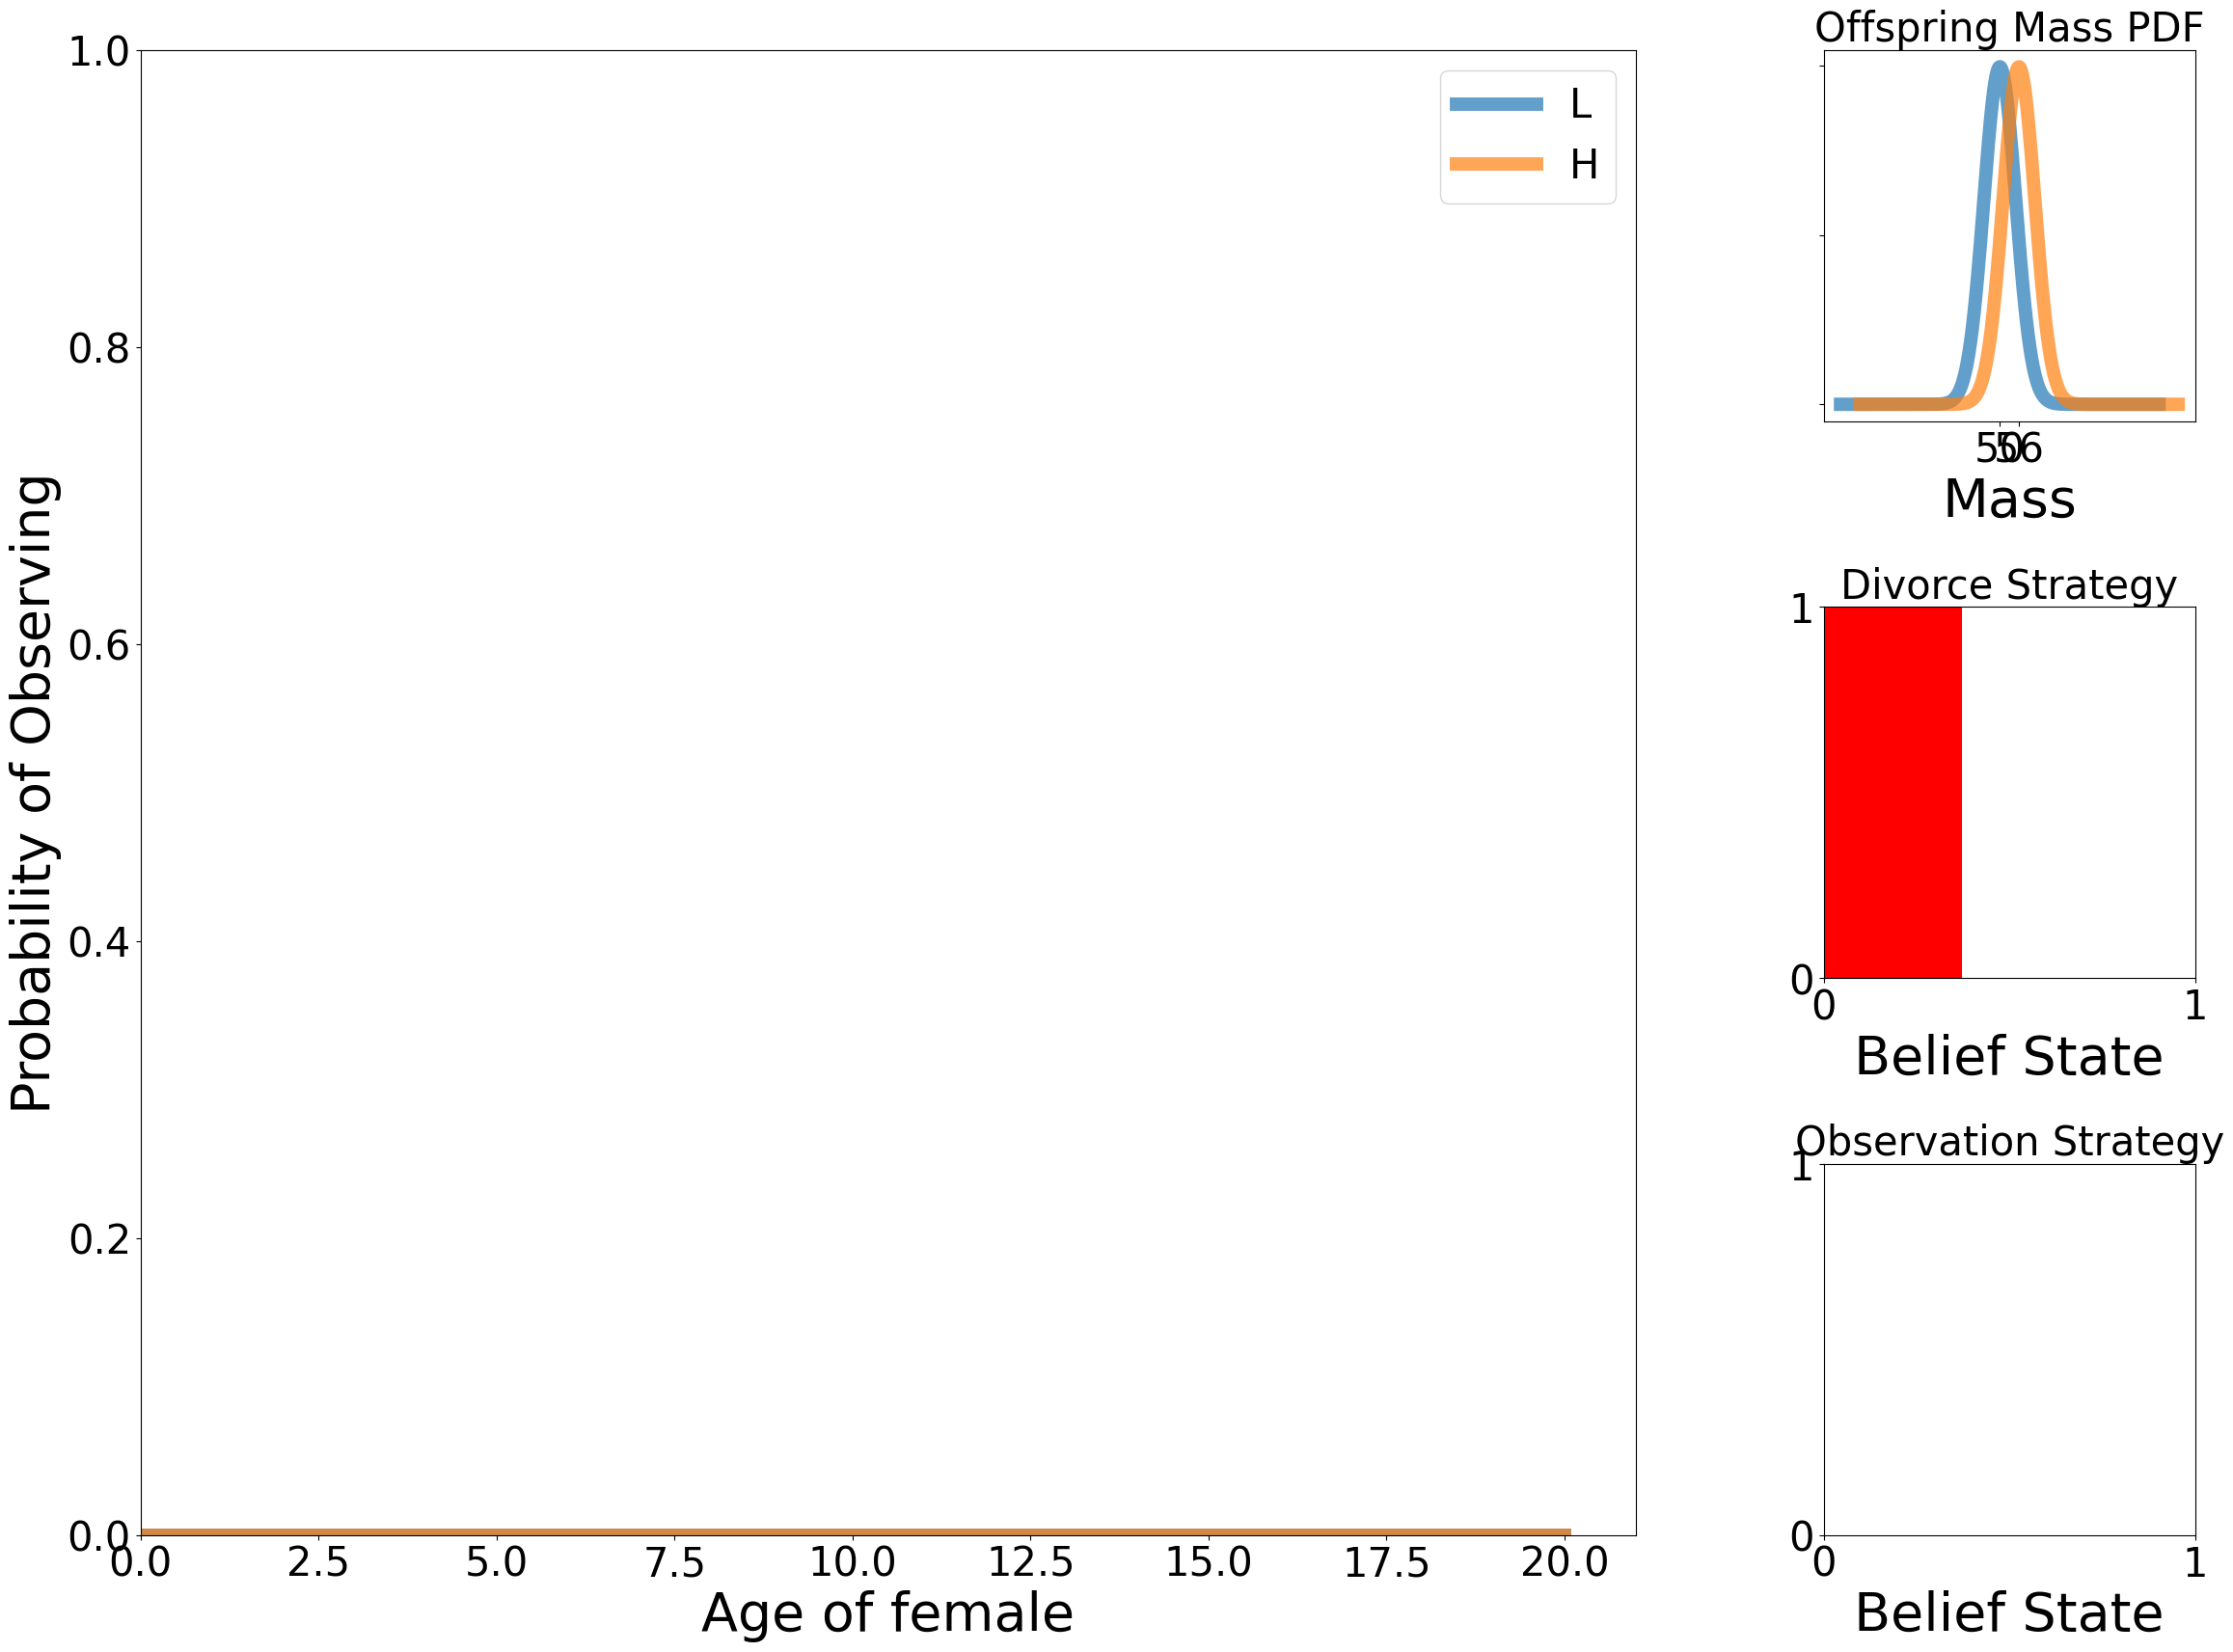 Probability of Observing
1.0
0.8
0.6
0.4
0.2
0.0
0.0 2.5 5.0 7.5 10.0 12.5 15.0 17.5 20.0
Age of female
L
H
Offspring Mass PDF
50 56
Mass
Divorce Strategy
1
0
0 1
Belief State
Observation Strategy
1
0
0 1
Belief State